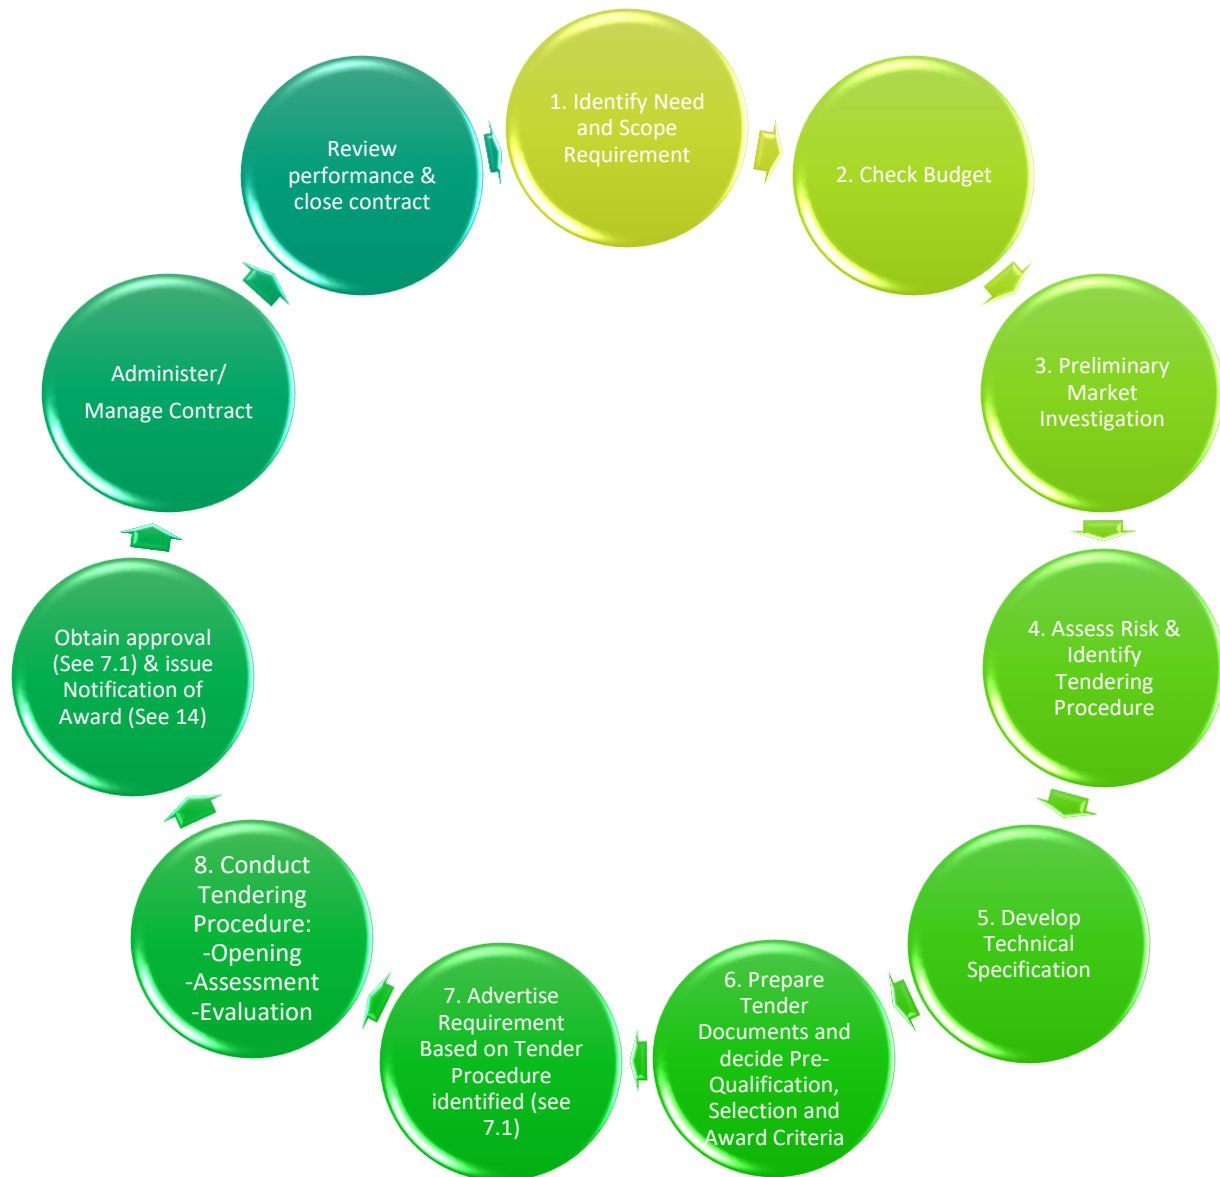 1. Identify Need
and Scope
Requirement
2. Check Budget
3. Preliminary
Market
Investigation
4. Assess Risk &
Identify
Tendering
Procedure
5. Develop
Technical
Specification
6. Prepare
Tender
Documents and
decide Pre-
Qualification,
Selection and
Award Criteria
7. Advertise
Requirement
Based on Tender
Procedure
identified (see
7.1)
8. Conduct
Tendering
Procedure:
-Opening
-Assessment
-Evaluation
Obtain approval
(See 7.1) & issue
Notification of
Award (See 14)
Administer/
Manage Contract
Review
performance &
close contract